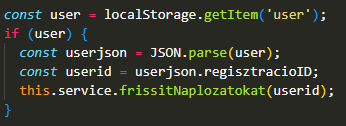 const user = localStorage.getItem('user');
if (user) {
  const userjson = JSON.parse(user);
  const userid = userjson.regisztracioID;
  this.service.frissitNaplozatokat(userid);
}